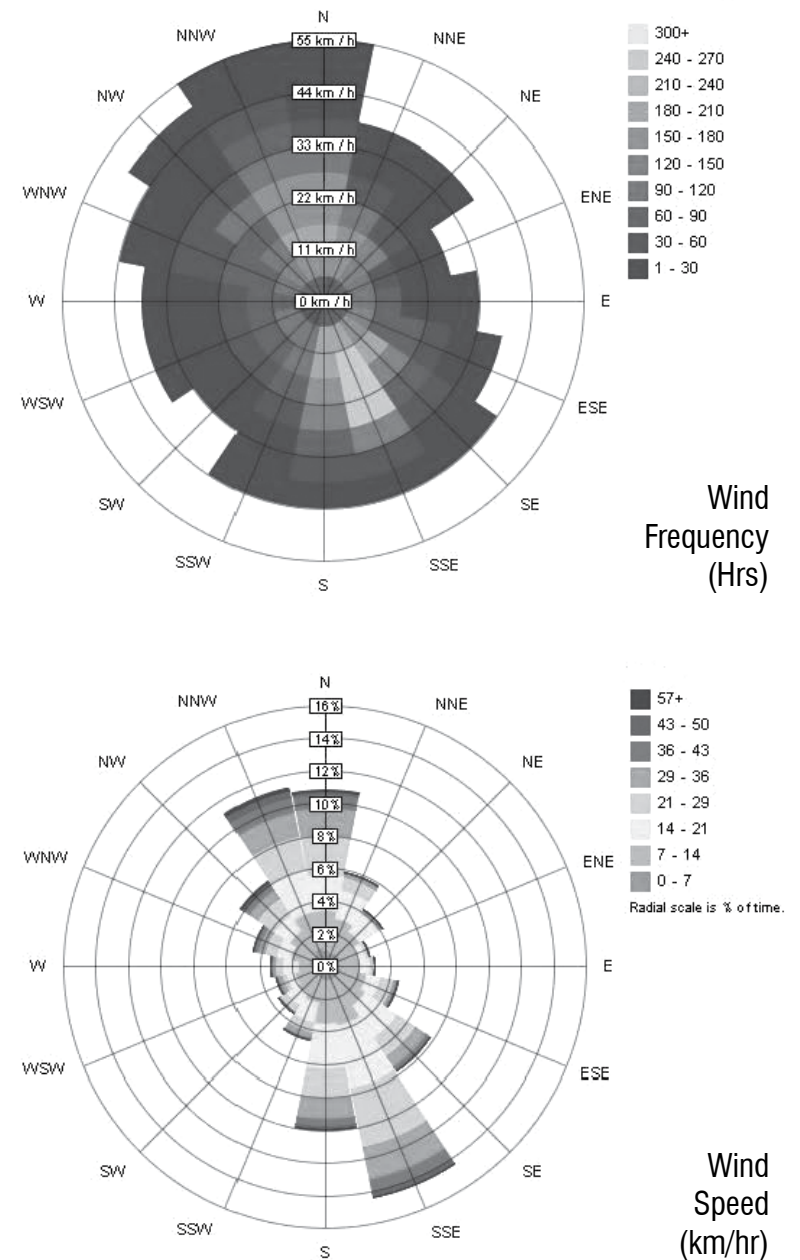 N
NNW
NNE
NW
NE
WNW
ENE
W
E
WSW
ESE
SW
SE
SSW
SSE
S
55 km / h
44 km / h
33 km / h
22 km / h
11 km / h
0 km / h
300+
240 - 270
210 - 240
180 - 210
150 - 180
120 - 150
90 - 120
60 - 90
30 - 60
1 - 30
Wind
Frequency
(Hrs)
N
NNW
NNE
NW
NE
WNW
ENE
W
E
WSW
ESE
SW
SE
SSW
SSE
S
16%
14%
12%
10%
8%
6%
4%
2%
0%
57+
43 - 50
36 - 43
29 - 36
21 - 29
14 - 21
7 - 14
0 - 7
Radial scale is % of time.
Wind
Speed
(km/hr)